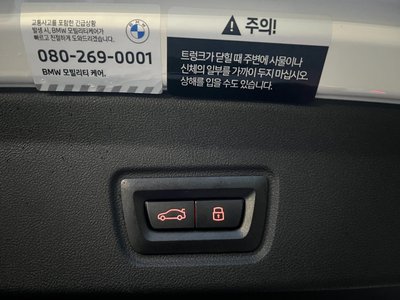 교통사고를 포함한 긴급상황
발생 시, BMW 모빌리티케어가
빠르고 친절하게 도와드리겠습니다.
BMW
080-269-0001
BMW 모빌리티 케어.
주의!
트렁크가 닫힐 때 주변에 사물이나
신체의 일부를 가까이 두지 마십시오.
상해를 입을 수도 있습니다.